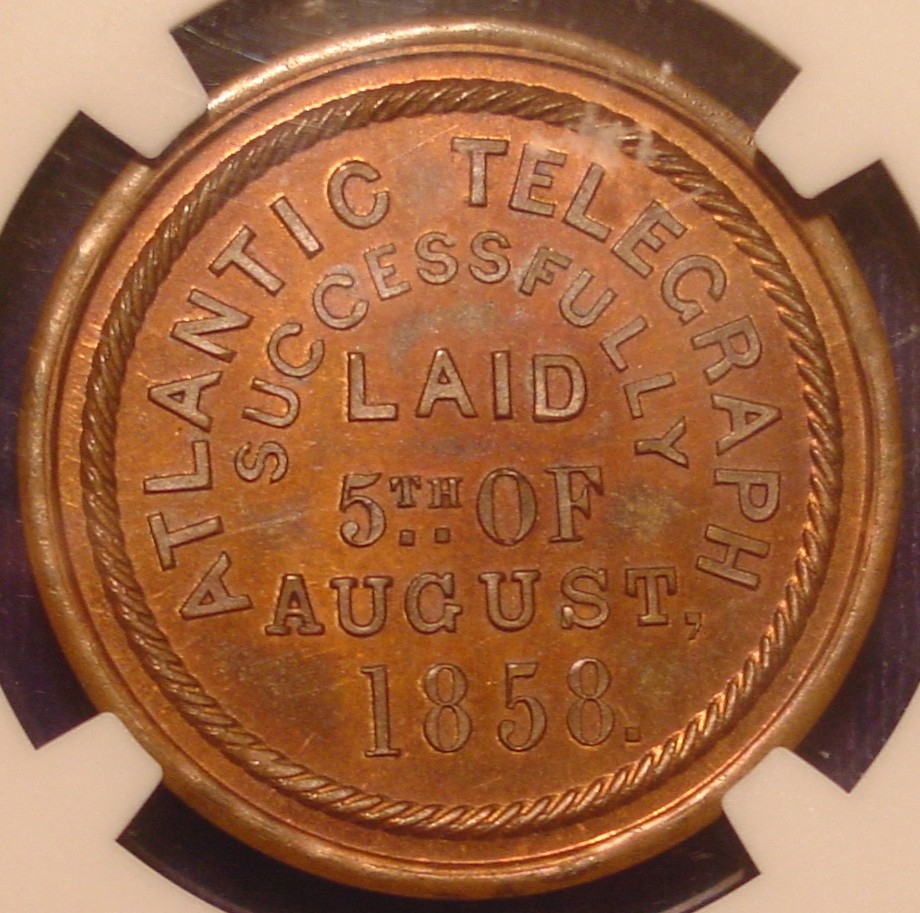 ATLANTIC TELEGRAPH
SUCCESSFULLY
LAID
5TH OF
AUGUST,
1858.